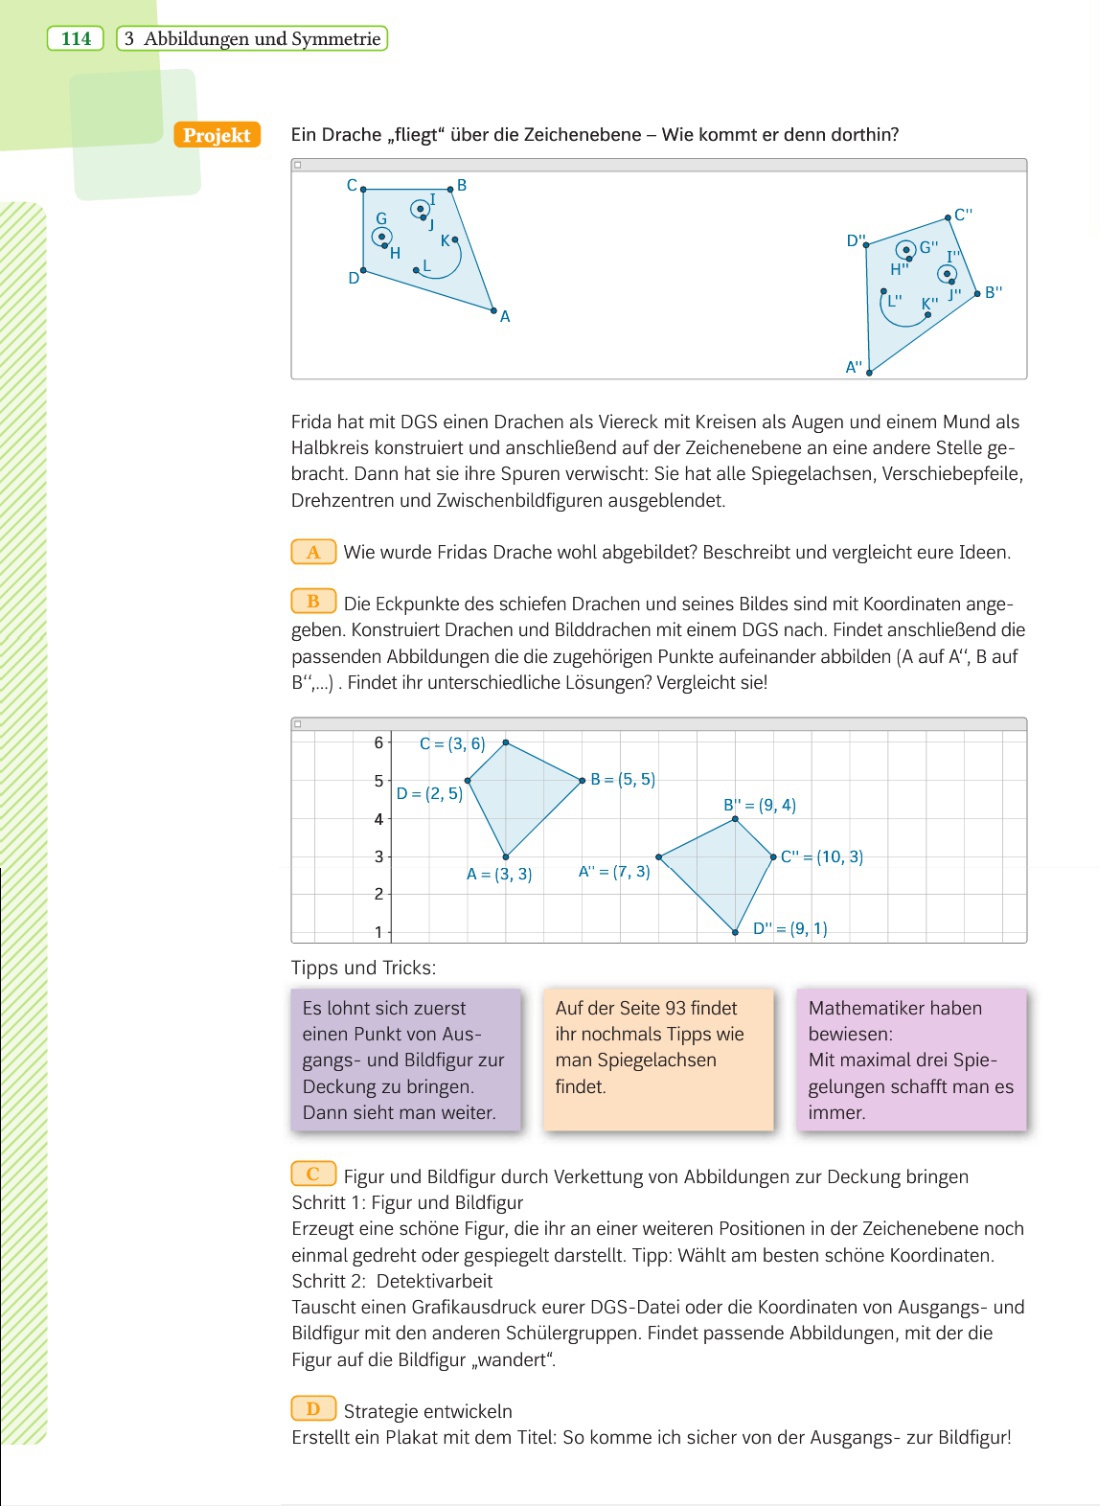 114 3 Abbildungen und Symmetrie
Projekt Ein Drache „fliegt“ über die Zeichenebene – Wie kommt er denn dorthin?
C B
I
G J
K
H
L
D
A
C''
D''
G''
I''
H''
B''
J''
L'' K''
A''
Frida hat mit DGS einen Drachen als Viereck mit Kreisen als Augen und einem Mund als
Halbkreis konstruiert und anschließend auf der Zeichenebene an eine andere Stelle ge-
bracht. Dann hat sie ihre Spuren verwischt: Sie hat alle Spiegelachsen, Verschiebepfeile,
Drehzentren und Zwischenbildfiguren ausgeblendet.
A Wie wurde Fridas Drache wohl abgebildet? Beschreibt und vergleicht eure Ideen.
B Die Eckpunkte des schiefen Drachen und seines Bildes sind mit Koordinaten ange-
geben. Konstruiert Drachen und Bilddrachen mit einem DGS nach. Findet anschließend die
passenden Abbildungen die die zugehörigen Punkte aufeinander abbilden (A auf A“, B auf
B“,...) . Findet ihr unterschiedliche Lösungen? Vergleicht sie!
6 C = (3, 6)
5 B = (5, 5)
D = (2, 5)
B'' = (9, 4)
4
3 C'' = (10, 3)
A = (3, 3) A'' = (7, 3)
2
1 D'' = (9, 1)
Tipps und Tricks:
Es lohnt sich zuerst
einen Punkt von Aus-
gangs- und Bildfigur zur
Deckung zu bringen.
Dann sieht man weiter.
Auf der Seite 93 findet
ihr nochmals Tipps wie
man Spiegelachsen
findet.
Mathematiker haben
bewiesen:
Mit maximal drei Spie-
gelungen schafft man es
immer.
C Figur und Bildfigur durch Verkettung von Abbildungen zur Deckung bringen
Schritt 1: Figur und Bildfigur
Erzeugt eine schöne Figur, die ihr an einer weiteren Positionen in der Zeichenebene noch
einmal gedreht oder gespiegelt darstellt. Tipp: Wählt am besten schöne Koordinaten.
Schritt 2: Detektivarbeit
Tauscht einen Grafikausdruck eurer DGS-Datei oder die Koordinaten von Ausgangs- und
Bildfigur mit den anderen Schülergruppen. Findet passende Abbildungen, mit der die
Figur auf die Bildfigur „wandert“.
D Strategie entwickeln
Erstellt ein Plakat mit dem Titel: So komme ich sicher von der Ausgangs- zur Bildfigur!